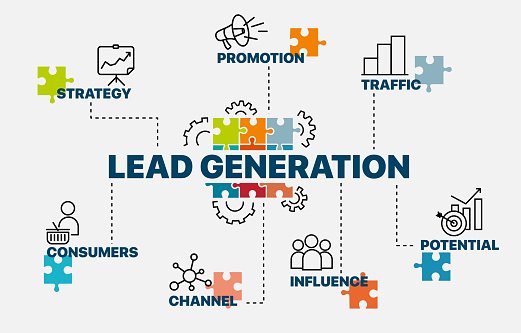 PROMOTION
STRATEGY
TRAFFIC
LEAD GENERATION
CONSUMERS
POTENTIAL
CHANNEL
INFLUENCE